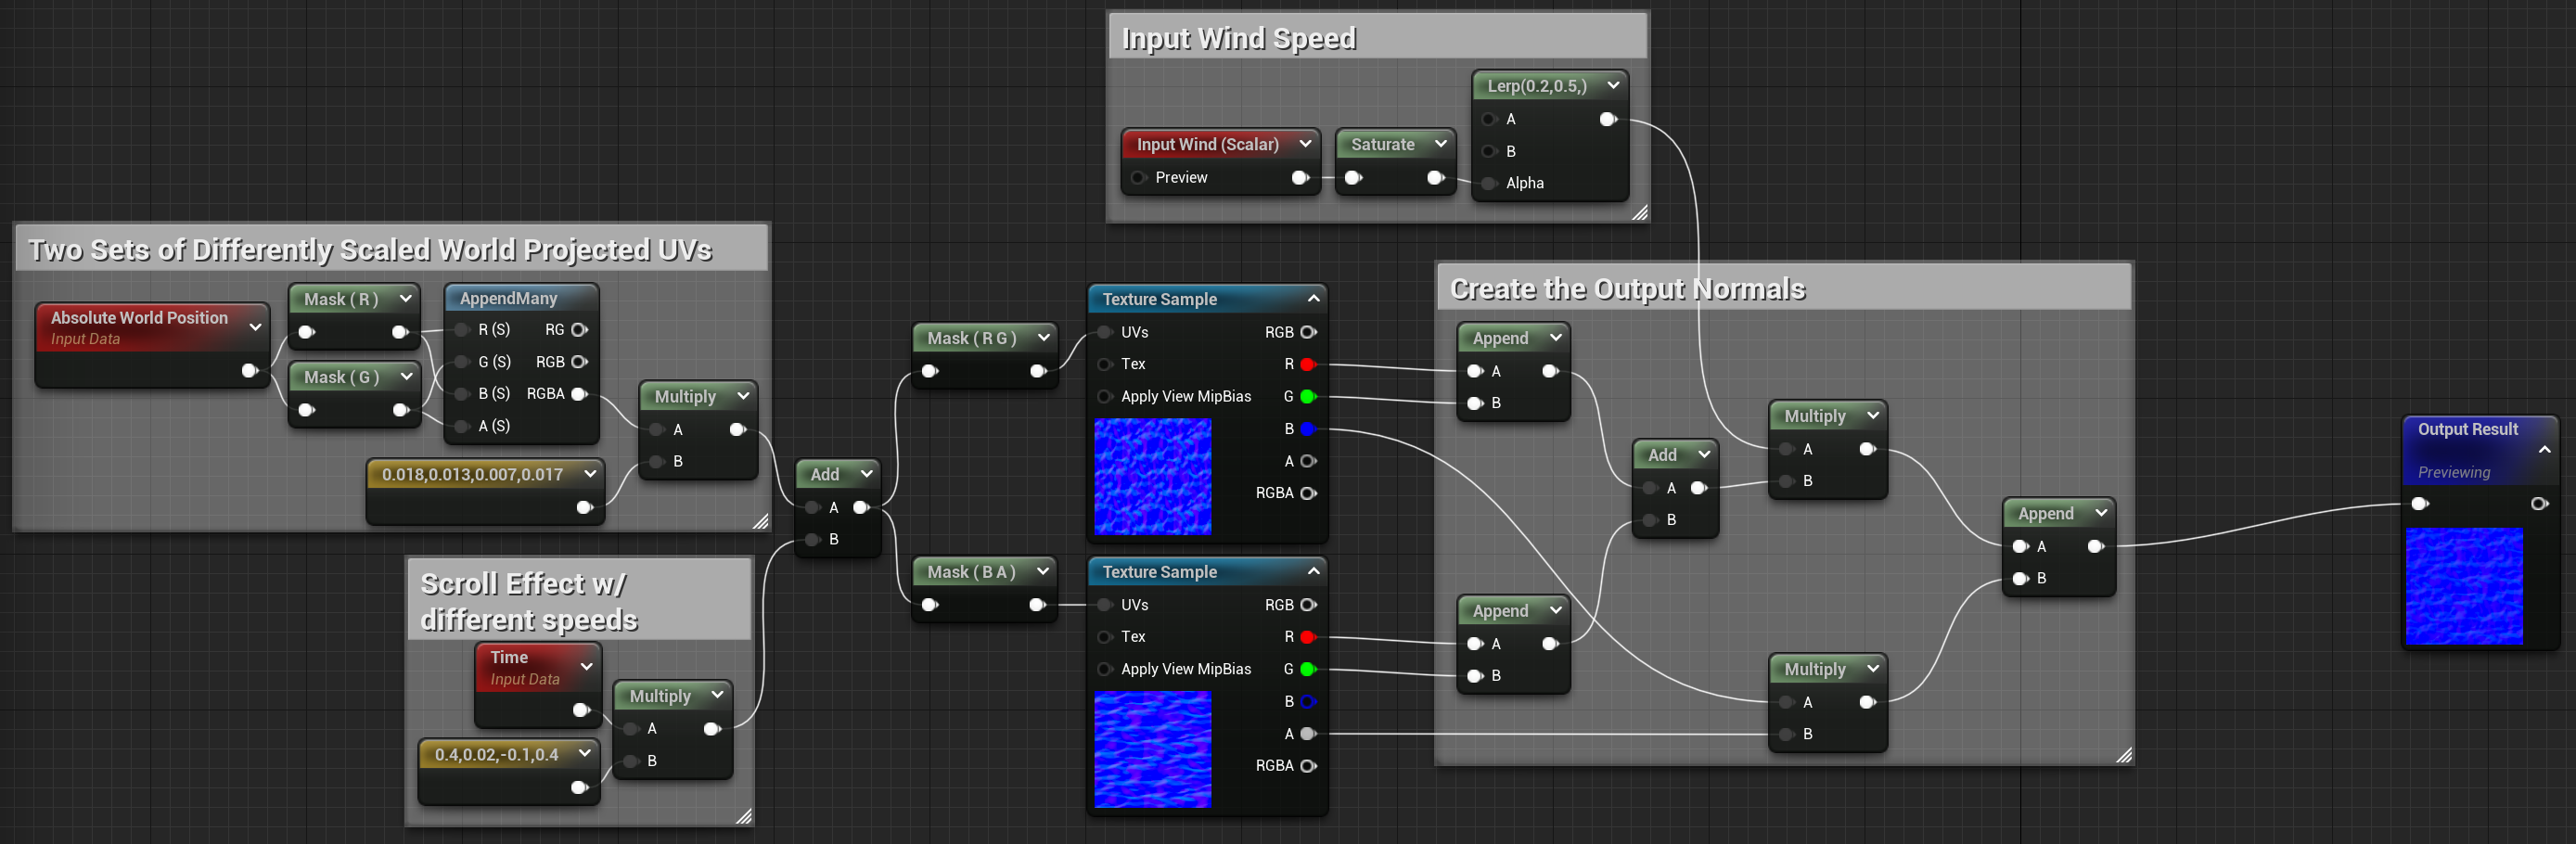 Input Wind Speed
Lerp(0.2,0.5,)
A
B
Alpha
Input Wind (Scalar)
Preview
Saturate
Two Sets of Differently Scaled World Projected UVs
Absolute World Position
Input Data
Mask ( R )
Mask ( G )
AppendMany
R (S) RG
G (S) RGB
B (S) RGBA
A (S)
0.018,0.013,0.007,0.017
Multiply
A
B
Scroll Effect w/
different speeds
Time
Input Data
0.4,0.02,-0.1,0.4
Multiply
A
B
Add
A
B
Mask ( R G )
Mask ( B A )
Texture Sample
UVs RGB
Tex R
Apply View MipBias G
B
A
RGBA
Texture Sample
UVs RGB
Tex R
Apply View MipBias G
B
A
RGBA
Create the Output Normals
Append
A
B
Append
A
B
Add
A
B
Multiply
A
B
Multiply
A
B
Append
A
B
Output Result
Previewing